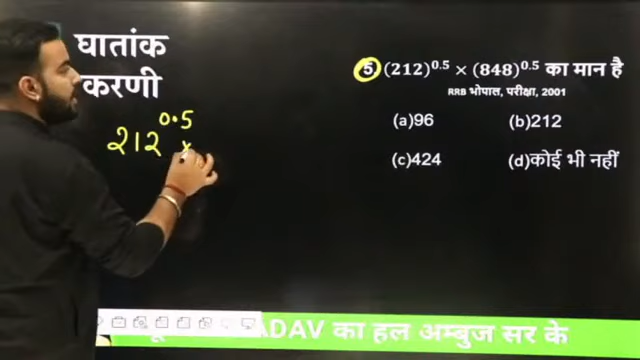 घातांक
करणी
212^0.5 ×
5 (212)^0.5 × (848)^0.5 का मान है
RRB भोपाल, परीक्षा, 2001
(a)96 (b)212
(c)424 (d)कोई भी नहीं
ADAV का हल अम्बुज सर के